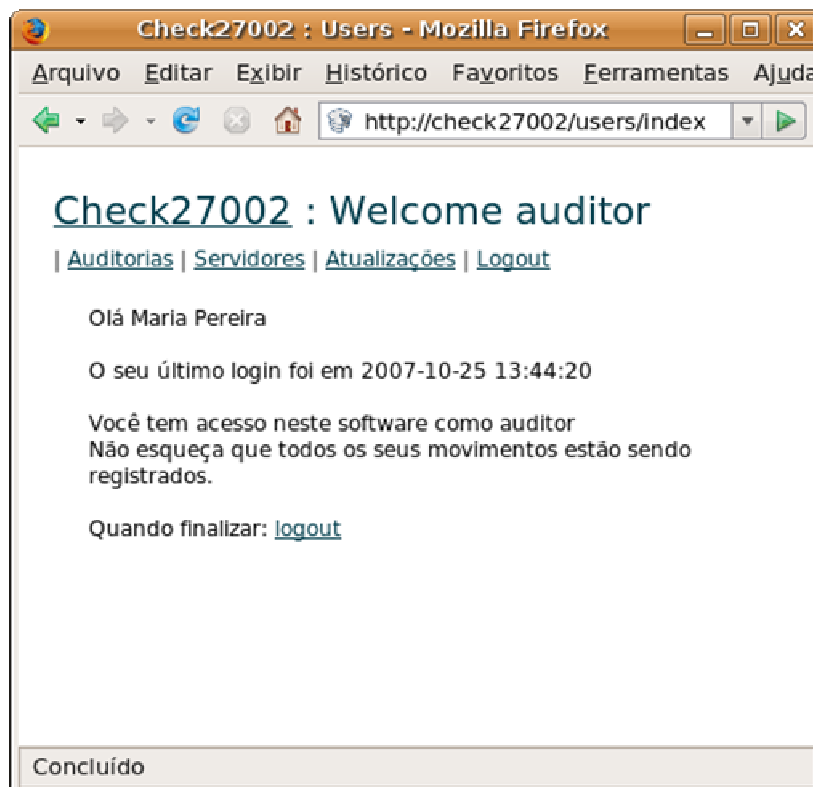 Check27002 : Users - Mozilla Firefox
Arquivo Editar Exibir Histórico Favoritos Ferramentas Ajuda
http://check27002/users/index
Check27002 : Welcome auditor
| Auditorias | Servidores | Atualizações | Logout
Olá Maria Pereira
O seu último login foi em 2007-10-25 13:44:20
Você tem acesso neste software como auditor
Não esqueça que todos os seus movimentos estão sendo
registrados.
Quando finalizar: logout
Concluído